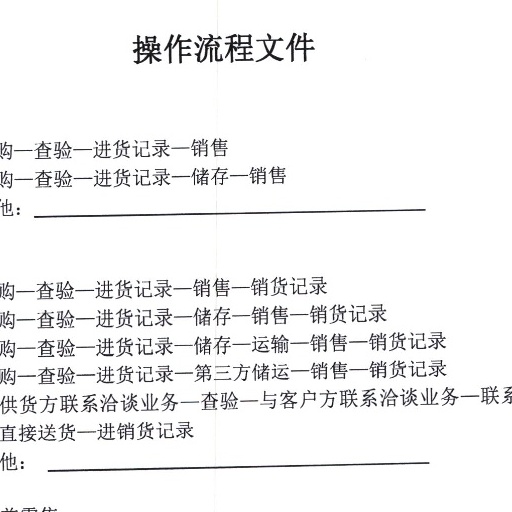 操作流程文件
购—查验—进货记录—销售
购—查验—进货记录—储存—销售
他：
购—查验—进货记录—销售—销货记录
购—查验—进货记录—储存—销售—销货记录
购—查验—进货记录—储存—运输—销售—销货记录
购—查验—进货记录—第三方储运—销售—销货记录
供货方联系洽谈业务—查验—与客户方联系洽谈业务—联系
直接送货—进销货记录
他：